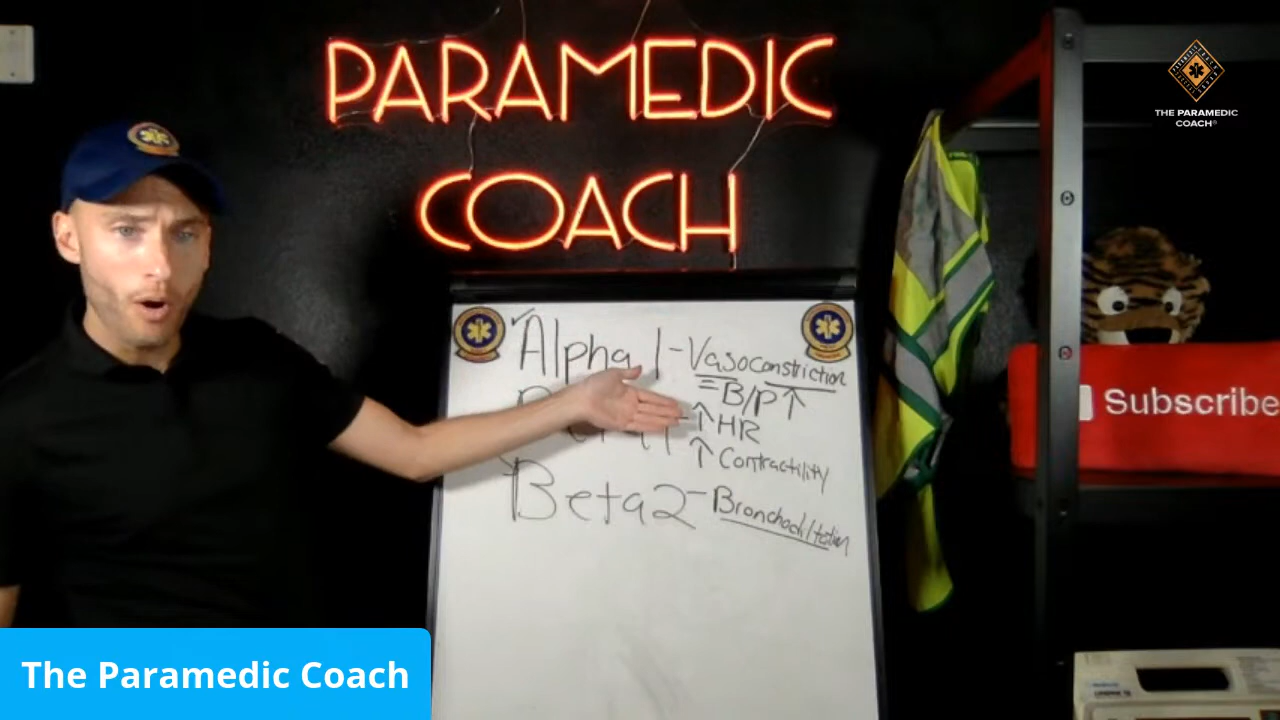 PARAMEDIC
COACH
THE PARAMEDIC
COACH®
Alpha 1 - Vasoconstriction
= B/P ↑
↑ HR
↑ Contractility
Beta 2 - Bronchodilation
Subscribe
The Paramedic Coach